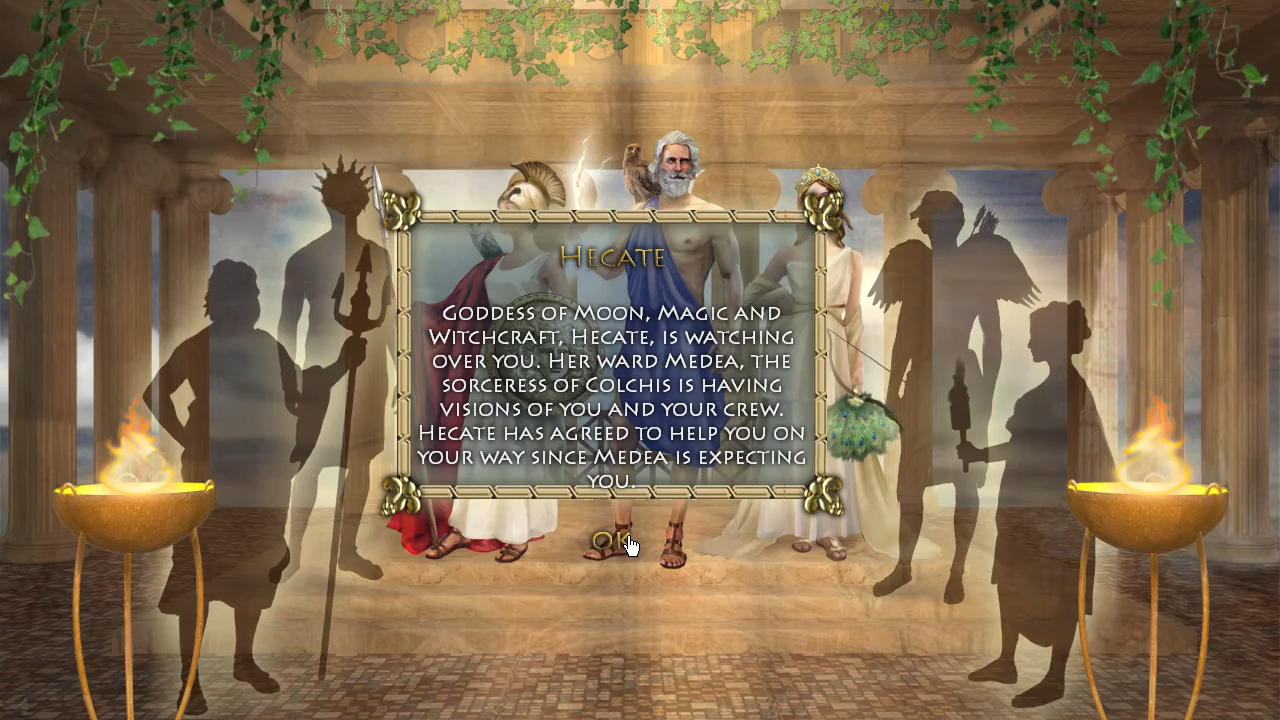 Hecate
Goddess of Moon, Magic and
Witchcraft, Hecate, is watching
over you. Her ward Medea, the
sorceress of Colchis is having
visions of you and your crew.
Hecate has agreed to help you on
your way since Medea is expecting
you.
OK